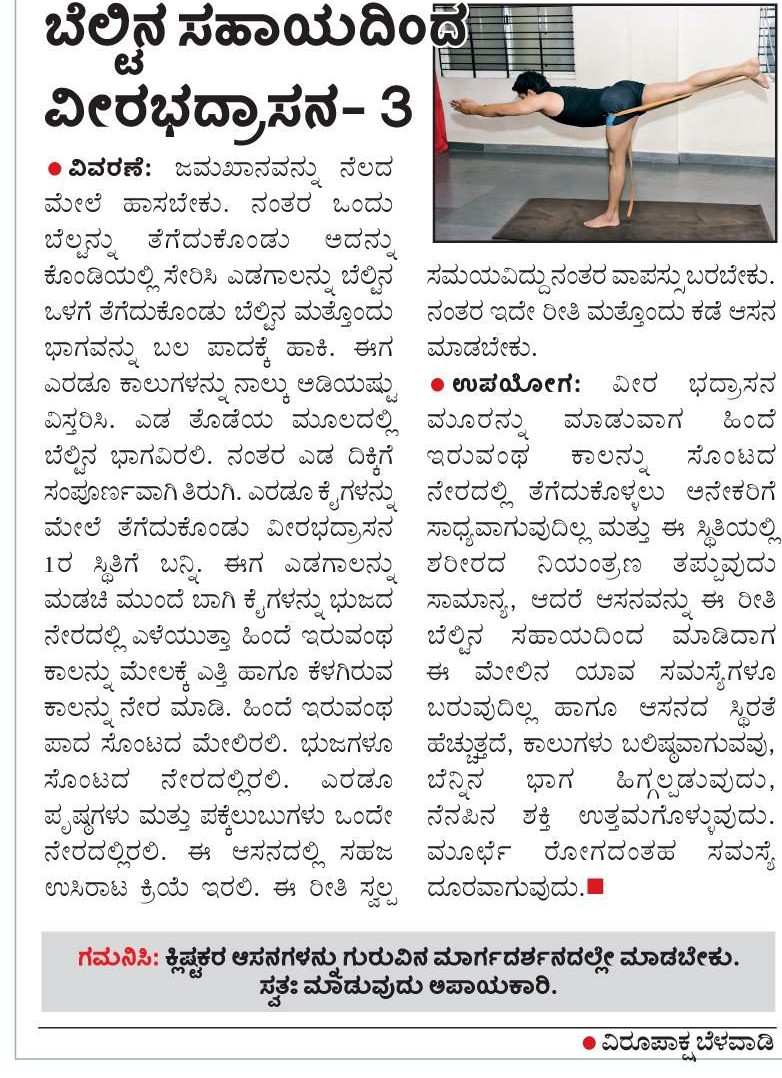 ಬೆಲ್ಟಿನ ಸಹಾಯದಿಂದ
ವೀರಭದ್ರಾಸನ- 3
● ವಿವರಣೆ: ಜಮಖಾನವನ್ನು ನೆಲದ
ಮೇಲೆ ಹಾಸಬೇಕು. ನಂತರ ಒಂದು
ಬೆಲ್ಟನ್ನು ತೆಗೆದುಕೊಂಡು ಅದನ್ನು
ಕೊಂಡಿಯಲ್ಲಿ ಸೇರಿಸಿ ಎಡಗಾಲನ್ನು ಬೆಲ್ಟಿನ
ಒಳಗೆ ತೆಗೆದುಕೊಂಡು ಬೆಲ್ಟಿನ ಮತ್ತೊಂದು
ಭಾಗವನ್ನು ಬಲ ಪಾದಕ್ಕೆ ಹಾಕಿ. ಈಗ
ಎರಡೂ ಕಾಲುಗಳನ್ನು ನಾಲ್ಕು ಅಡಿಯಷ್ಟು
ವಿಸ್ತರಿಸಿ. ಎಡ ತೊಡೆಯ ಮೂಲದಲ್ಲಿ
ಬೆಲ್ಟಿನ ಭಾಗವಿರಲಿ. ನಂತರ ಎಡ ದಿಕ್ಕಿಗೆ
ಸಂಪೂರ್ಣವಾಗಿ ತಿರುಗಿ. ಎರಡೂ ಕೈಗಳನ್ನು
ಮೇಲೆ ತೆಗೆದುಕೊಂಡು ವೀರಭದ್ರಾಸನ
1ರ ಸ್ಥಿತಿಗೆ ಬನ್ನಿ. ಈಗ ಎಡಗಾಲನ್ನು
ಮಡಚಿ ಮುಂದೆ ಬಾಗಿ ಕೈಗಳನ್ನು ಭುಜದ
ನೇರದಲ್ಲಿ ಎಳೆಯುತ್ತಾ ಹಿಂದೆ ಇರುವಂಥ
ಕಾಲನ್ನು ಮೇಲಕ್ಕೆ ಎತ್ತಿ ಹಾಗೂ ಕೆಳಗಿರುವ
ಕಾಲನ್ನು ನೇರ ಮಾಡಿ. ಹಿಂದೆ ಇರುವಂಥ
ಪಾದ ಸೊಂಟದ ಮೇಲಿರಲಿ. ಭುಜಗಳೂ
ಸೊಂಟದ ನೇರದಲ್ಲಿರಲಿ. ಎರಡೂ
ಪೃಷ್ಠಗಳು ಮತ್ತು ಪಕ್ಕೆಲುಬುಗಳು ಒಂದೇ
ನೇರದಲ್ಲಿರಲಿ. ಈ ಆಸನದಲ್ಲಿ ಸಹಜ
ಉಸಿರಾಟ ಕ್ರಿಯೆ ಇರಲಿ. ಈ ರೀತಿ ಸ್ವಲ್ಪ
ಸಮಯವಿದ್ದು ನಂತರ ವಾಪಸ್ಸು ಬರಬೇಕು.
ನಂತರ ಇದೇ ರೀತಿ ಮತ್ತೊಂದು ಕಡೆ ಆಸನ
ಮಾಡಬೇಕು.
● ಉಪಯೋಗ: ವೀರ ಭದ್ರಾಸನ
ಮೂರನ್ನು ಮಾಡುವಾಗ ಹಿಂದೆ
ಇರುವಂಥ ಕಾಲನ್ನು ಸೊಂಟದ
ನೇರದಲ್ಲಿ ತೆಗೆದುಕೊಳ್ಳಲು ಅನೇಕರಿಗೆ
ಸಾಧ್ಯವಾಗುವುದಿಲ್ಲ ಮತ್ತು ಈ ಸ್ಥಿತಿಯಲ್ಲಿ
ಶರೀರದ ನಿಯಂತ್ರಣ ತಪ್ಪುವುದು
ಸಾಮಾನ್ಯ, ಆದರೆ ಆಸನವನ್ನು ಈ ರೀತಿ
ಬೆಲ್ಟಿನ ಸಹಾಯದಿಂದ ಮಾಡಿದಾಗ
ಈ ಮೇಲಿನ ಯಾವ ಸಮಸ್ಯೆಗಳೂ
ಬರುವುದಿಲ್ಲ ಹಾಗೂ ಆಸನದ ಸ್ಥಿರತೆ
ಹೆಚ್ಚುತ್ತದೆ, ಕಾಲುಗಳು ಬಲಿಷ್ಠವಾಗುವವು,
ಬೆನ್ನಿನ ಭಾಗ ಹಿಗ್ಗಲ್ಪಡುವುದು,
ನೆನಪಿನ ಶಕ್ತಿ ಉತ್ತಮಗೊಳ್ಳುವುದು.
ಮೂರ್ಛೆ ರೋಗದಂತಹ ಸಮಸ್ಯೆ
ದೂರವಾಗುವುದು.■
ಗಮನಿಸಿ: ಕ್ಲಿಷ್ಟಕರ ಆಸನಗಳನ್ನು ಗುರುವಿನ ಮಾರ್ಗದರ್ಶನದಲ್ಲೇ ಮಾಡಬೇಕು.
ಸ್ವತಃ ಮಾಡುವುದು ಅಪಾಯಕಾರಿ.
● ವಿರೂಪಾಕ್ಷ ಬೆಳವಾಡಿ